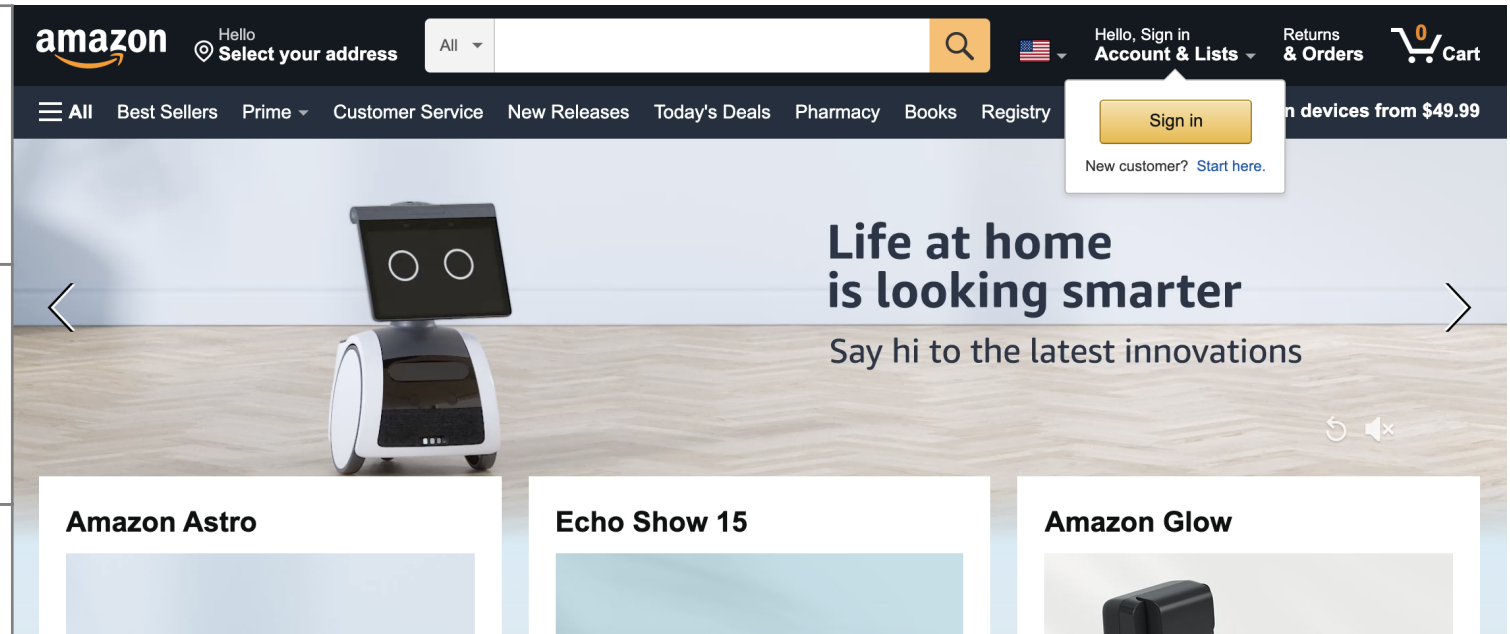 amazon
Hello
Select your address
All
Hello, Sign in
Account & Lists
Returns
& Orders
0
Cart
All
Best Sellers
Prime
Customer Service
New Releases
Today's Deals
Pharmacy
Books
Registry
devices from $49.99
Sign in
New customer? Start here.
Life at home
is looking smarter
Say hi to the latest innovations
Amazon Astro
Echo Show 15
Amazon Glow